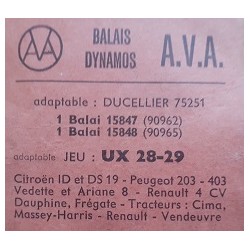 AVA
BALAIS
DYNAMOS
A.V.A.
adaptable : DUCELLIER 75251
1 Balai 15847 (90962)
1 Balai 15848 (90965)
adaptable JEU : UX 28-29
Citroën ID et DS 19 - Peugeot 203 - 403
Vedette et Ariane 8 - Renault 4 CV
Dauphine, Frégate - Tracteurs : Cima,
Massey-Harris - Renault - Vendeuvre